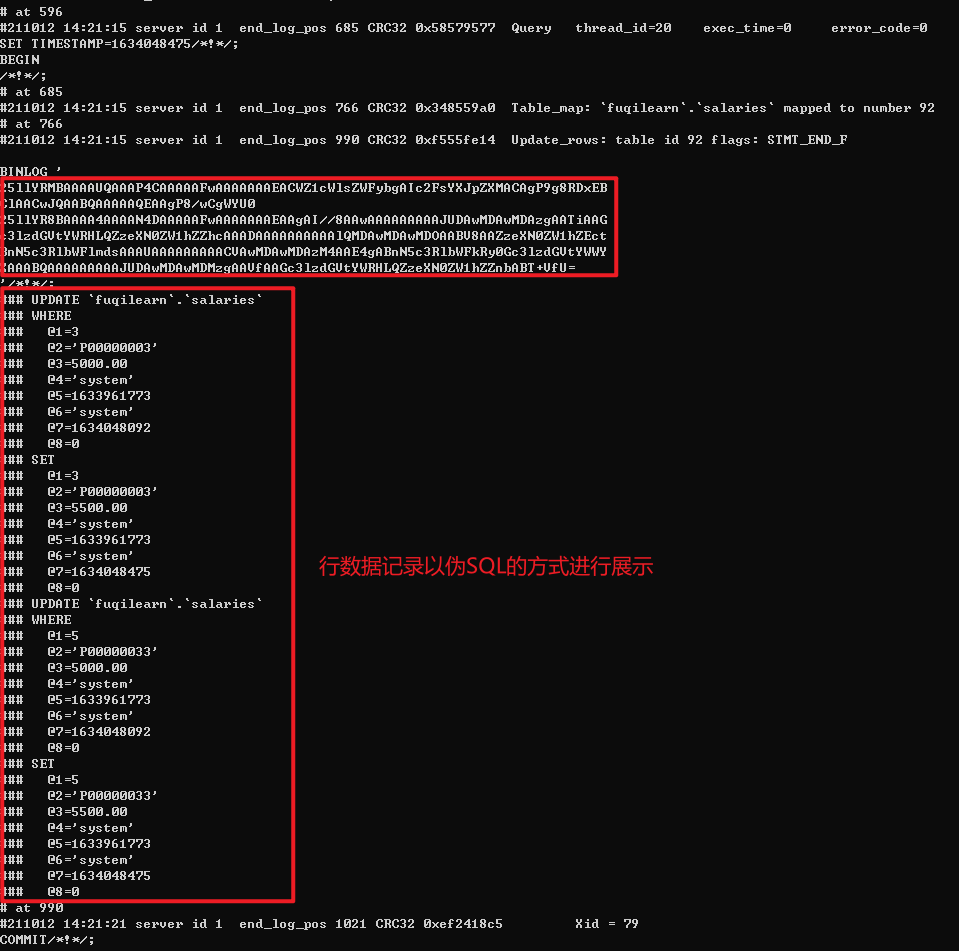 # at 596
#211012 14:21:15 server id 1  end_log_pos 685 CRC32 0x58579577  Query   thread_id=20    exec_time=0     error_code=0
SET TIMESTAMP=1634048475/*!*/;
BEGIN
/*!*/;
# at 685
#211012 14:21:15 server id 1  end_log_pos 766 CRC32 0x348559a0  Table_map: `fuqilearn`.`salaries` mapped to number 92
# at 766
#211012 14:21:15 server id 1  end_log_pos 990 CRC32 0xf555fe14  Update_rows: table id 92 flags: STMT_END_F
BINLOG '
'/*!*/;
### UPDATE `fuqilearn`.`salaries`
### WHERE
###   @1=3
###   @2='P00000003'
###   @3=5000.00
###   @4='system'
###   @5=1633961773
###   @6='system'
###   @7=1634048092
###   @8=0
### SET
###   @1=3
###   @2='P00000003'
###   @3=5500.00
###   @4='system'
###   @5=1633961773
###   @6='system'
行数据记录以伪SQL的方式进行展示
###   @7=1634048475
###   @8=0
### UPDATE `fuqilearn`.`salaries`
### WHERE
###   @1=5
###   @2='P00000033'
###   @3=5000.00
###   @4='system'
###   @5=1633961773
###   @6='system'
###   @7=1634048092
###   @8=0
### SET
###   @1=5
###   @2='P00000033'
###   @3=5500.00
###   @4='system'
###   @5=1633961773
###   @6='system'
###   @7=1634048475
###   @8=0
# at 990
#211012 14:21:21 server id 1  end_log_pos 1021 CRC32 0xef2418c5         Xid = 79
COMMIT/*!*/;